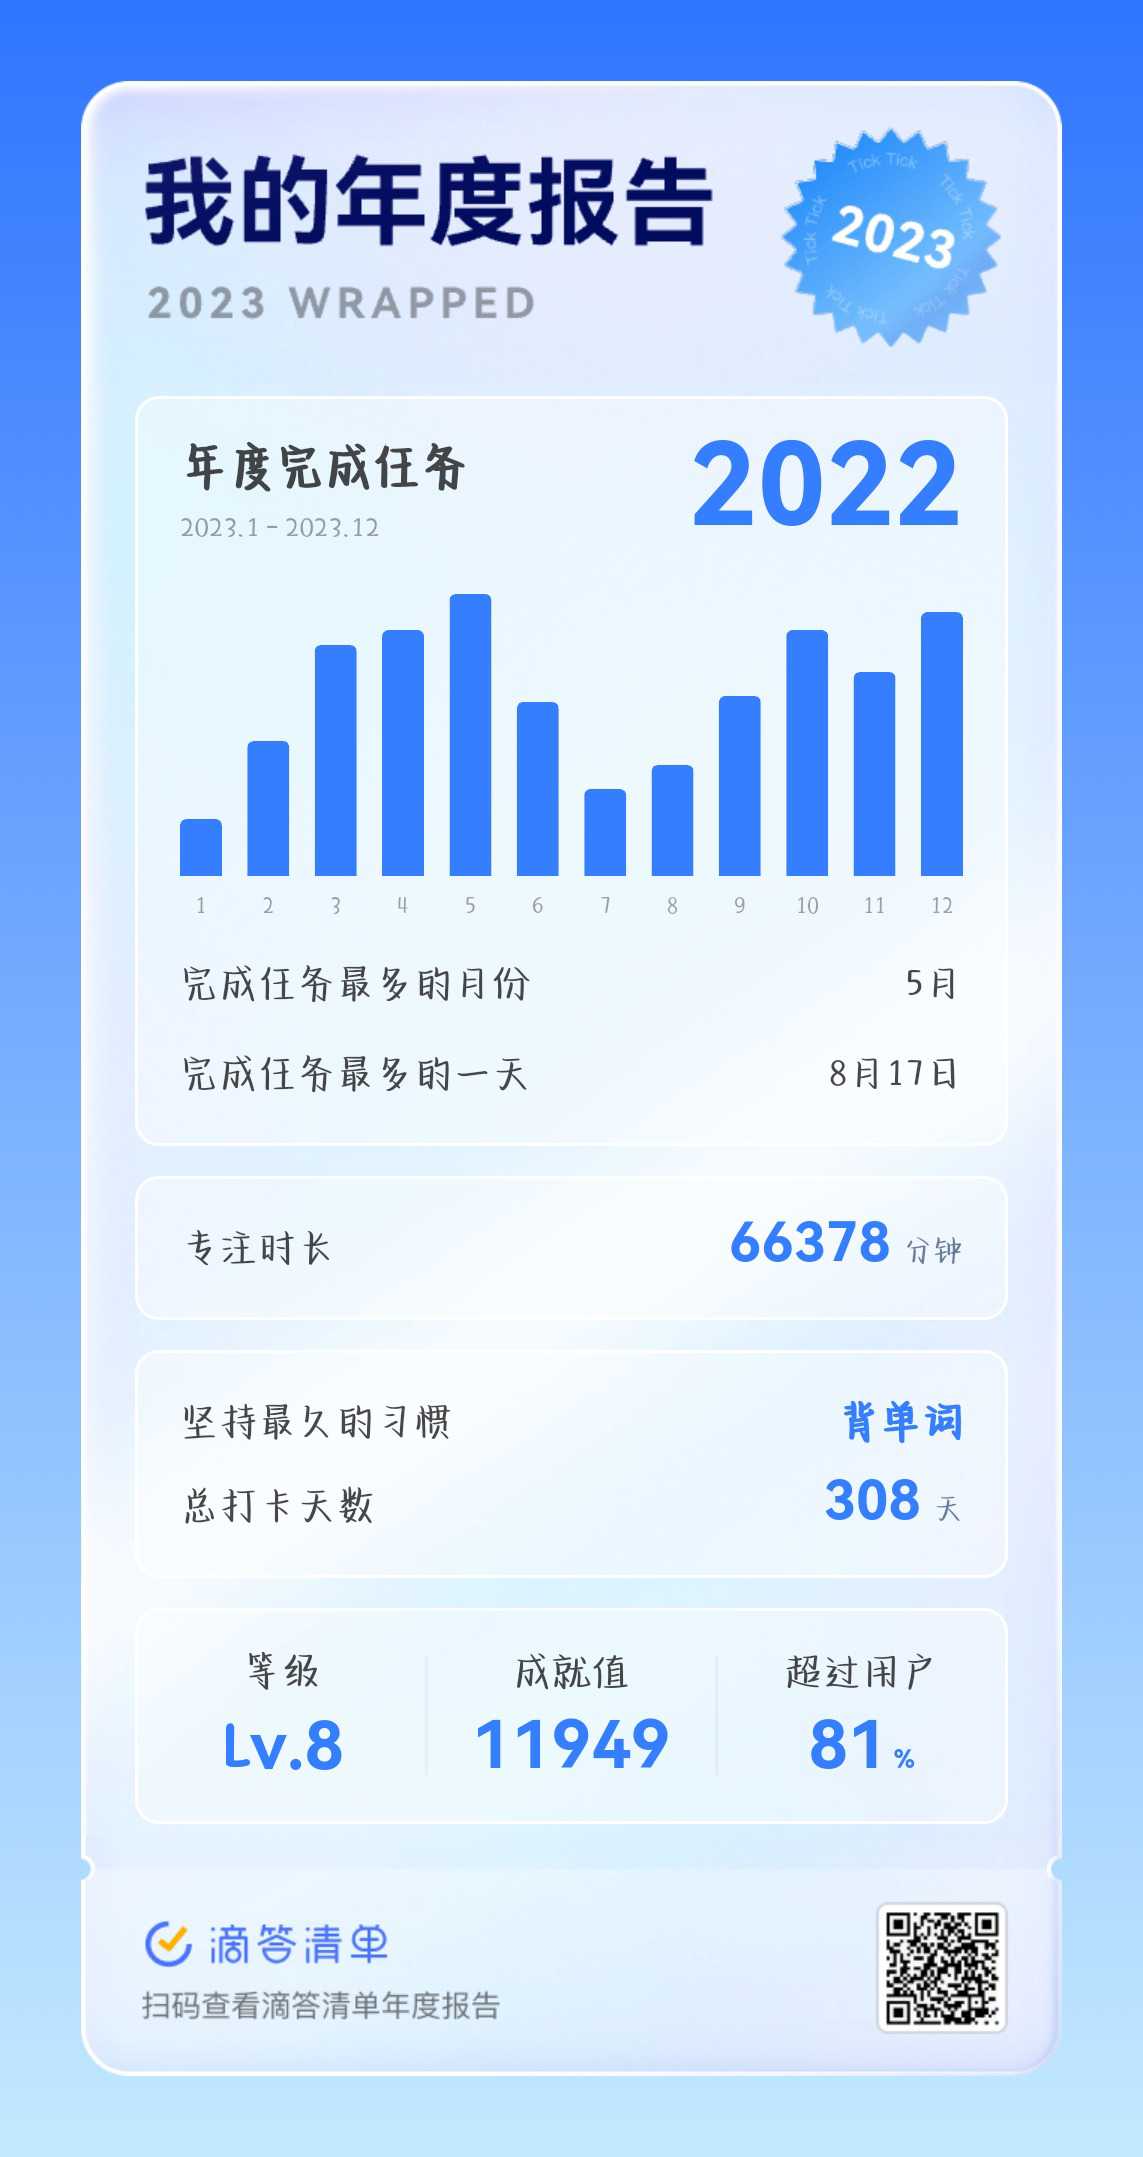 我的年度报告
2023 WRAPPED
Tick Tick
Tick Tick
Tick Tick
Tick Tick
Tick Tick
Tick Tick
2023
年度完成任务
2022
2023.1 - 2023.12
1 2 3 4 5 6 7 8 9 10 11 12
完成任务最多的月份 5月
完成任务最多的一天 8月17日
专注时长 66378 分钟
坚持最久的习惯 背单词
总打卡天数 308 天
等级 成就值 超过用户
Lv.8 11949 81%
滴答清单
扫码查看滴答清单年度报告